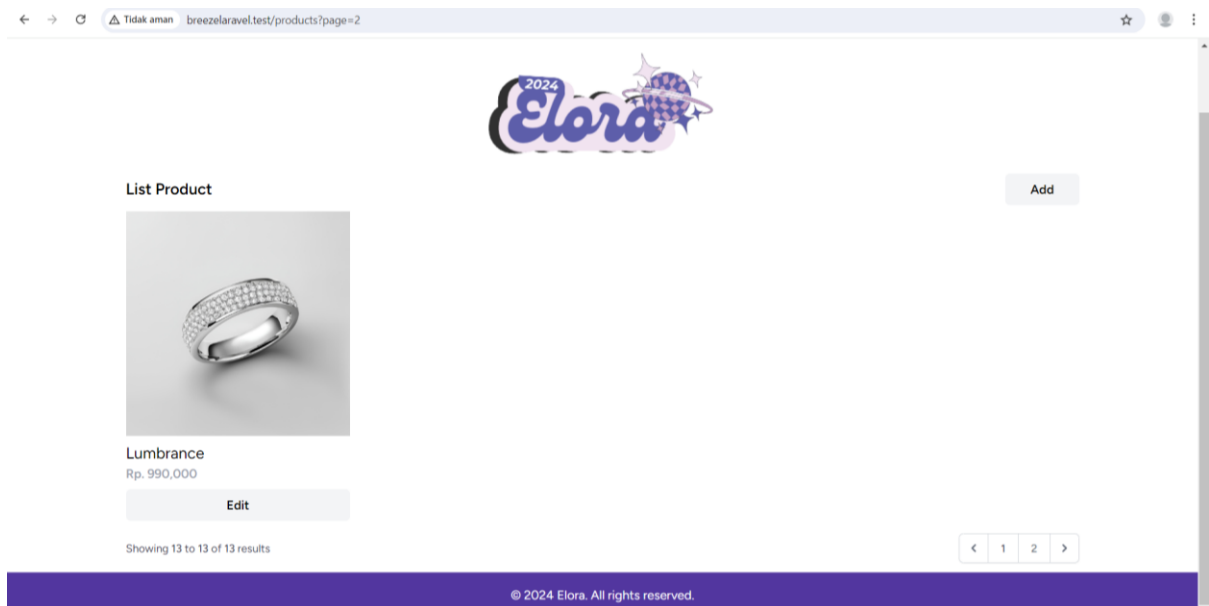 Tidak aman breezelaravel.test/products?page=2
2024
Elora
List Product
Add
Lumbrance
Rp. 990,000
Edit
Showing 13 to 13 of 13 results
1 2
© 2024 Elora. All rights reserved.